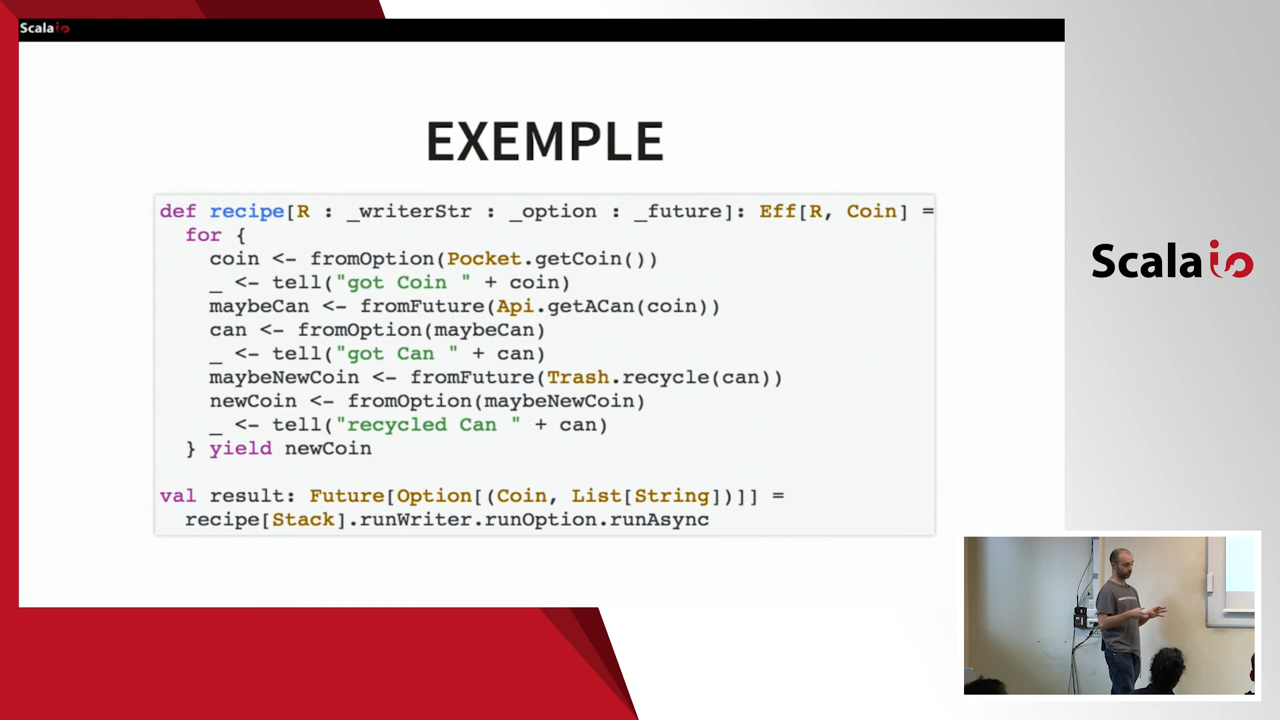 Scalaio
EXEMPLE
def recipe[R : _writerStr : _option : _future]: Eff[R, Coin] =
  for {
    coin <- fromOption(Pocket.getCoin())
    _ <- tell("got Coin " + coin)
    maybeCan <- fromFuture(Api.getACan(coin))
    can <- fromOption(maybeCan)
    _ <- tell("got Can " + can)
    maybeNewCoin <- fromFuture(Trash.recycle(can))
    newCoin <- fromOption(maybeNewCoin)
    _ <- tell("recycled Can " + can)
  } yield newCoin
val result: Future[Option[(Coin, List[String])]] =
  recipe[Stack].runWriter.runOption.runAsync
Scalaio